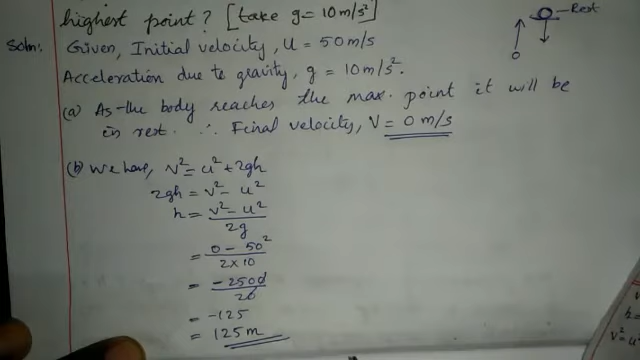 highest point? [take g = 10 m/s²]
Rest
Soln: Given, Initial velocity, u = 50 m/s
Acceleration due to gravity, g = 10 m/s².
(a) As the body reaches the max. point it will be
in rest. ∴ Final velocity, V = 0 m/s
(b) We have, v² = u² + 2gh
2gh = v² - u²
h = v² - u² / 2g
= 0 - 50² / 2 × 10
= -2500 / 20
= -125
= 125 m
h =
v² = u²